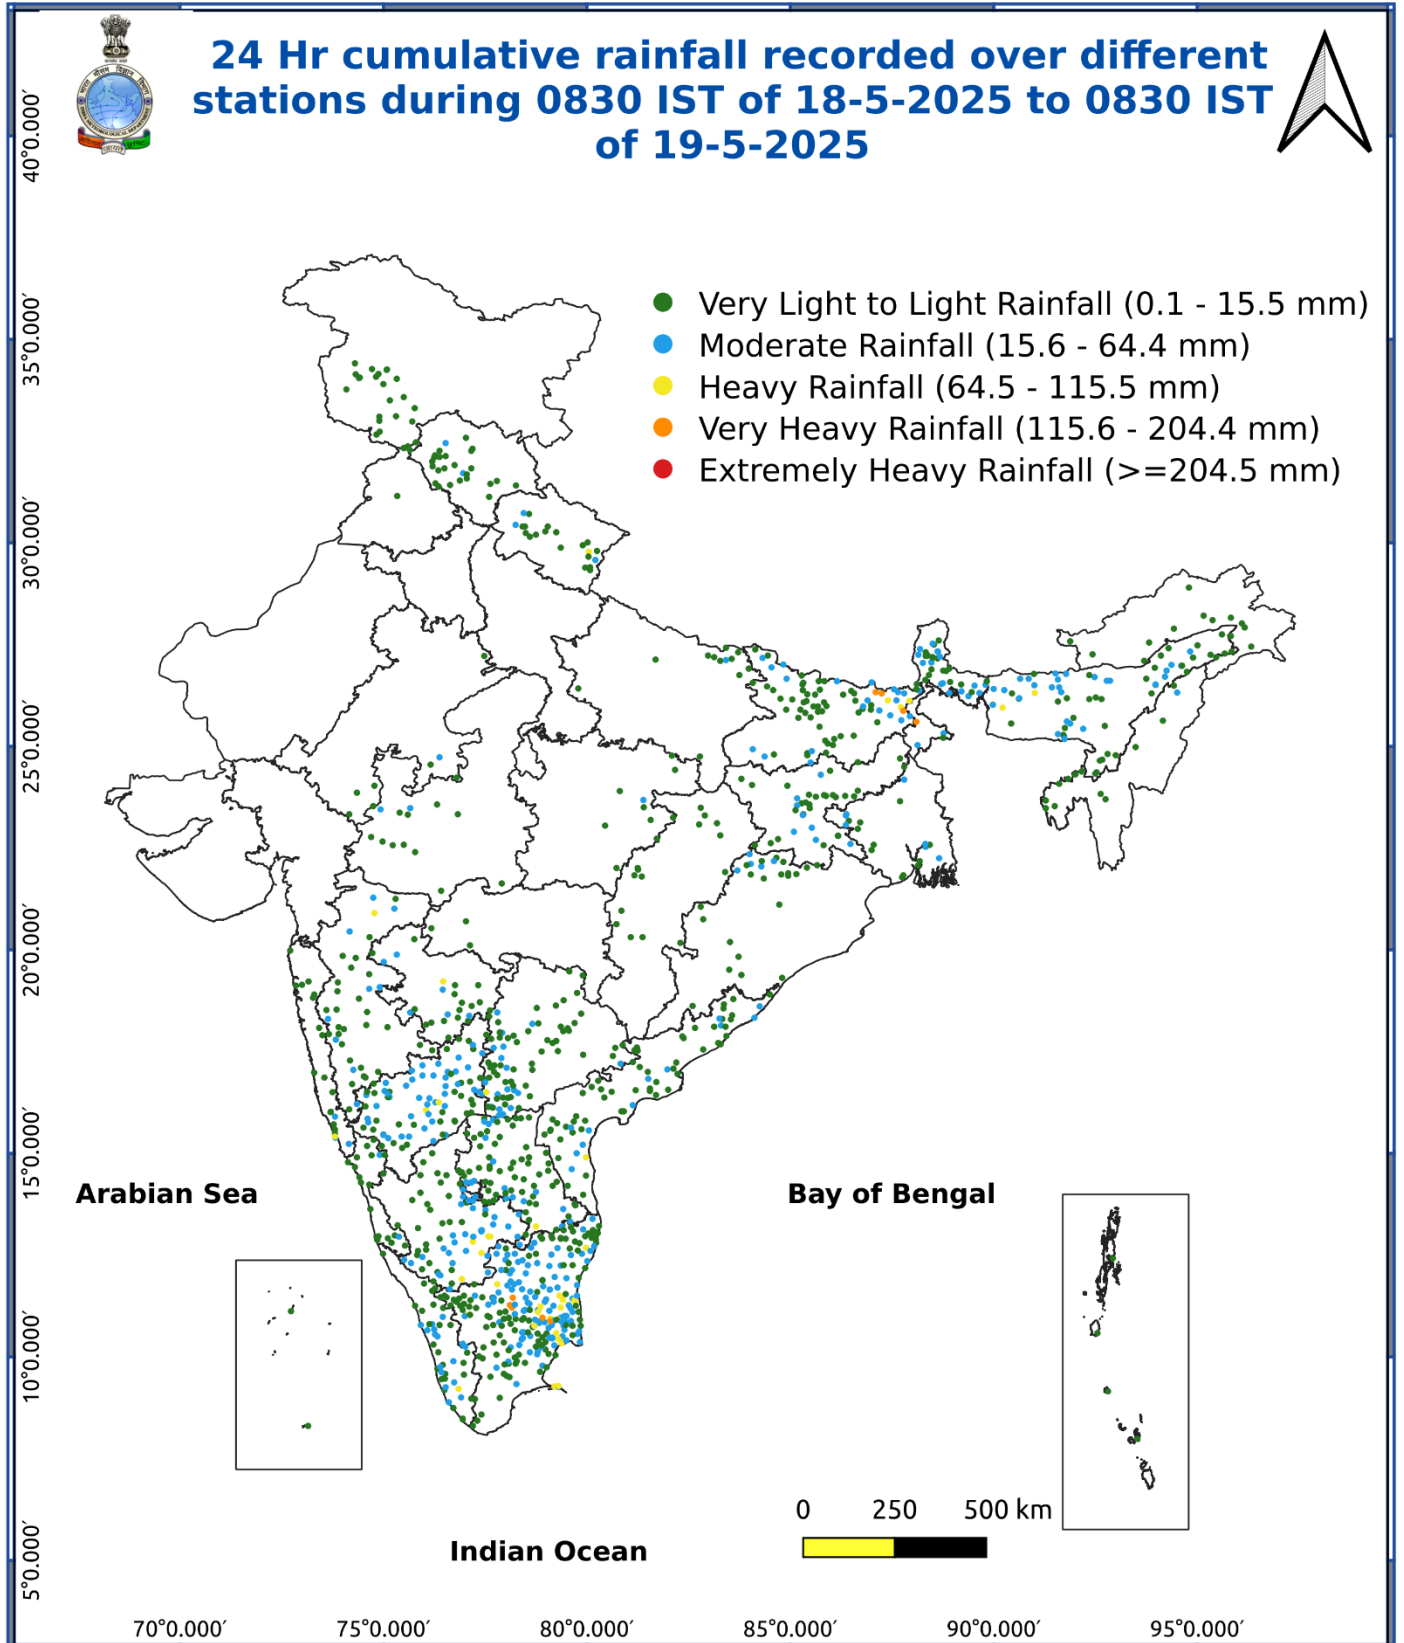 24 Hr cumulative rainfall recorded over different
stations during 0830 IST of 18-5-2025 to 0830 IST
of 19-5-2025
Very Light to Light Rainfall (0.1 - 15.5 mm)
Moderate Rainfall (15.6 - 64.4 mm)
Heavy Rainfall (64.5 - 115.5 mm)
Very Heavy Rainfall (115.6 - 204.4 mm)
Extremely Heavy Rainfall (>=204.5 mm)
40°0.000′
35°0.000′
30°0.000′
25°0.000′
20°0.000′
15°0.000′
10°0.000′
5°0.000′
Arabian Sea
Bay of Bengal
Indian Ocean
0 250 500 km
70°0.000′ 75°0.000′ 80°0.000′ 85°0.000′ 90°0.000′ 95°0.000′